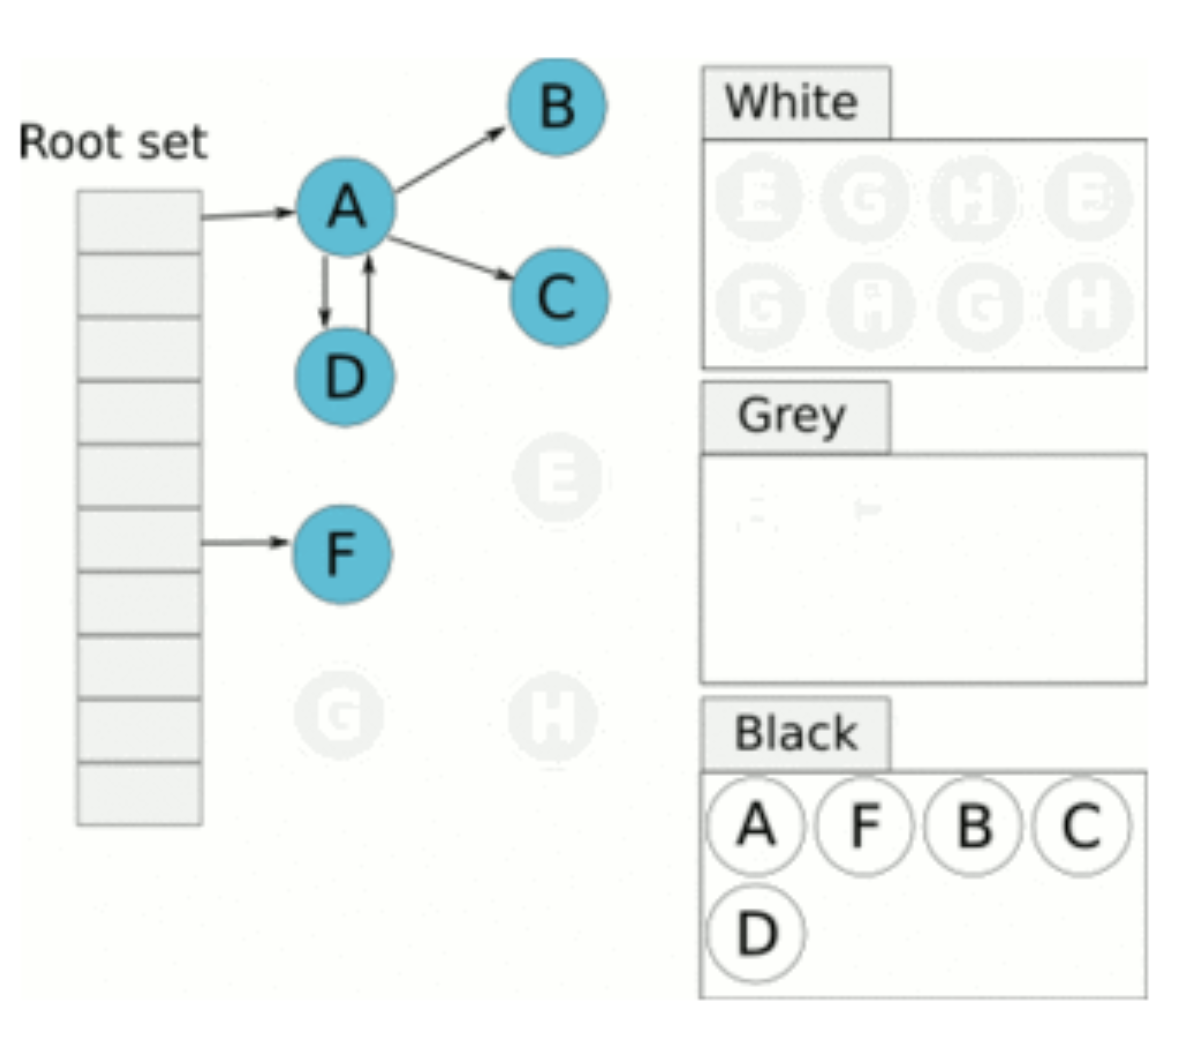 Root set
A
B
C
D
E
F
G H
White
E G H E
G A G H
Grey
Black
A F B C
D